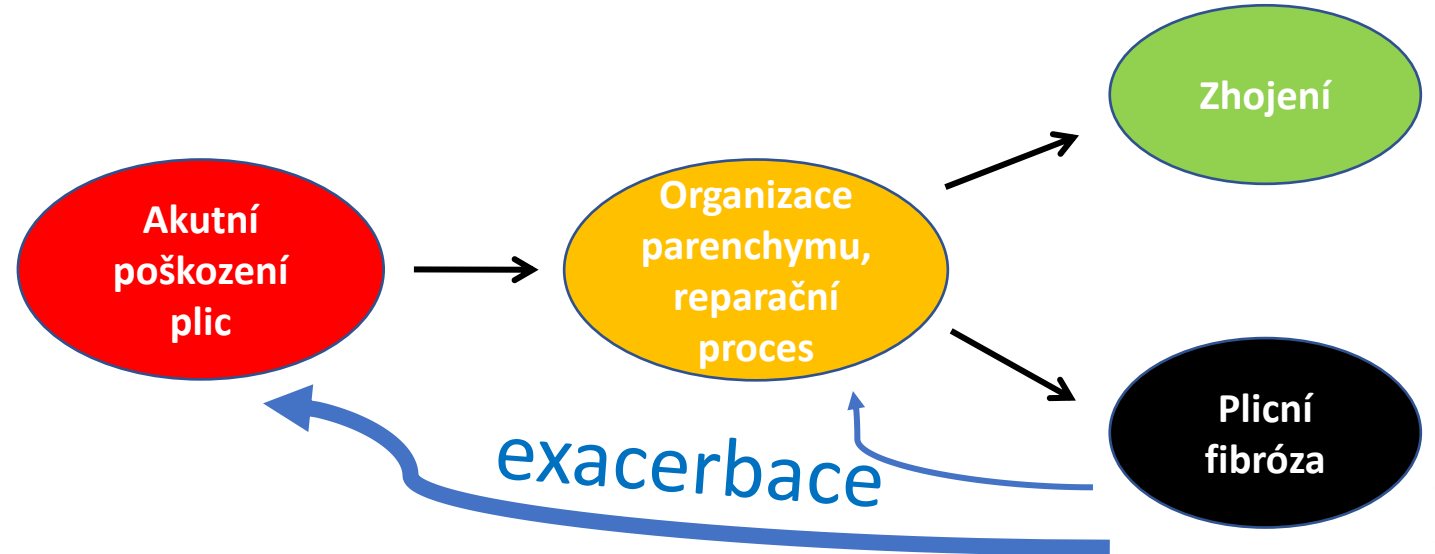 Akutní
poškození
plic
Organizace
parenchymu,
reparační
proces
Zhojení
Plicní
fibróza
exacerbace